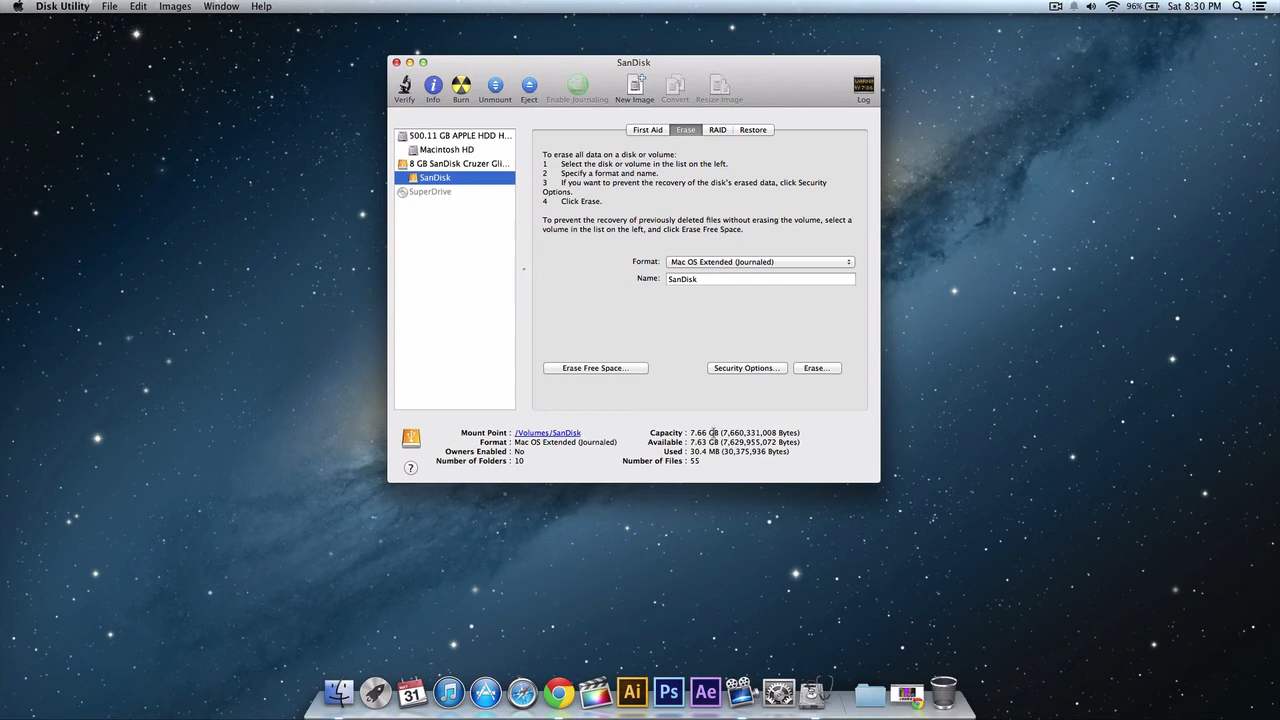 Disk Utility File Edit Images Window Help
96% Sat 8:30 PM
SanDisk
Verify Info Burn Unmount Eject Enable Journaling New Image Convert Resize Image Log
500.11 GB APPLE HDD H...
Macintosh HD
8 GB SanDisk Cruzer Gli...
SanDisk
SuperDrive
First Aid Erase RAID Restore
To erase all data on a disk or volume:
1 Select the disk or volume in the list on the left.
2 Specify a format and name.
3 If you want to prevent the recovery of the disk's erased data, click Security
Options.
4 Click Erase.
To prevent the recovery of previously deleted files without erasing the volume, select a
volume in the list on the left, and click Erase Free Space.
Format: Mac OS Extended (Journaled)
Name: SanDisk
Erase Free Space... Security Options... Erase...
Mount Point : /Volumes/SanDisk
Format : Mac OS Extended (Journaled)
Owners Enabled : No
Number of Folders : 10
Capacity : 7.66 GB (7,660,331,008 Bytes)
Available : 7.63 GB (7,629,955,072 Bytes)
Used : 30.4 MB (30,375,936 Bytes)
Number of Files : 55
?
31
Ai Ps Ae